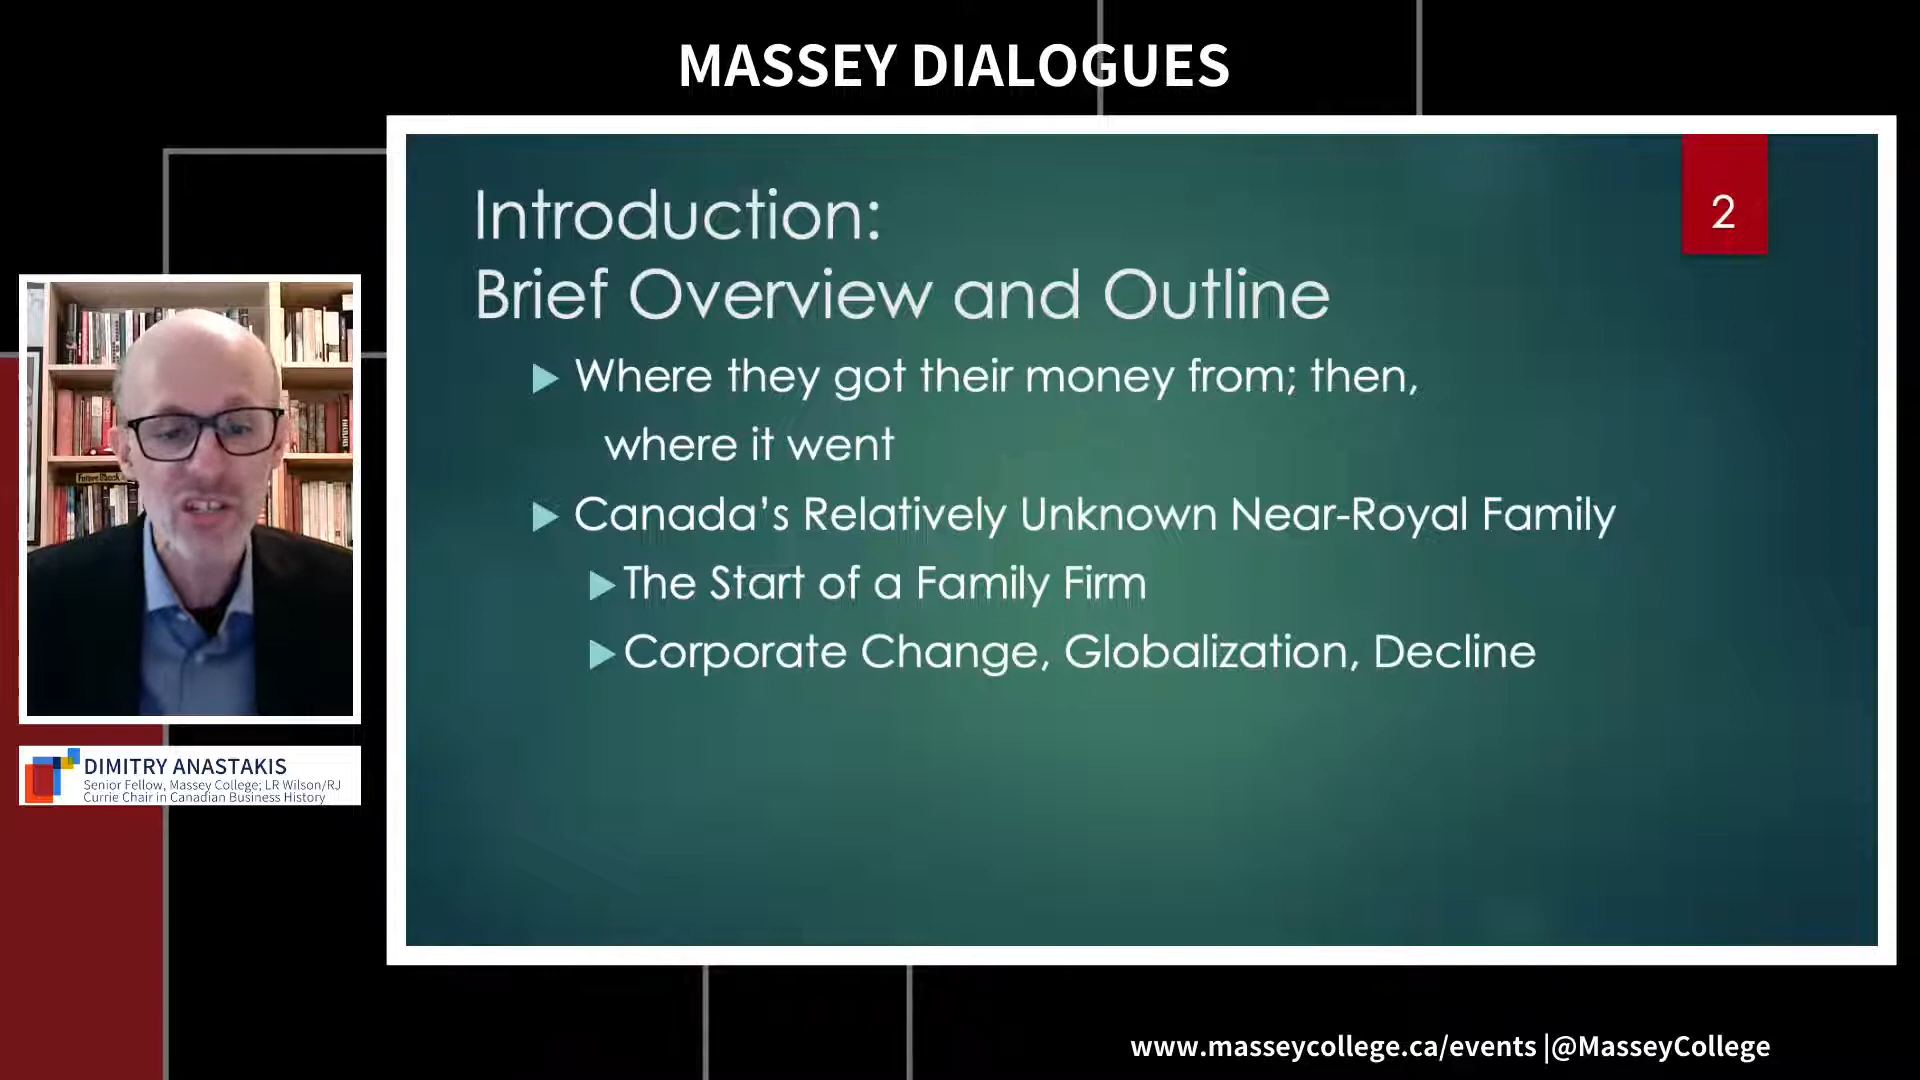 MASSEY DIALOGUES
2
Introduction:
Brief Overview and Outline
Where they got their money from; then,
where it went
Canada's Relatively Unknown Near-Royal Family
The Start of a Family Firm
Corporate Change, Globalization, Decline
DIMITRY ANASTAKIS
Senior Fellow, Massey College; LR Wilson/RJ
Currie Chair in Canadian Business History
www.masseycollege.ca/events |@MasseyCollege